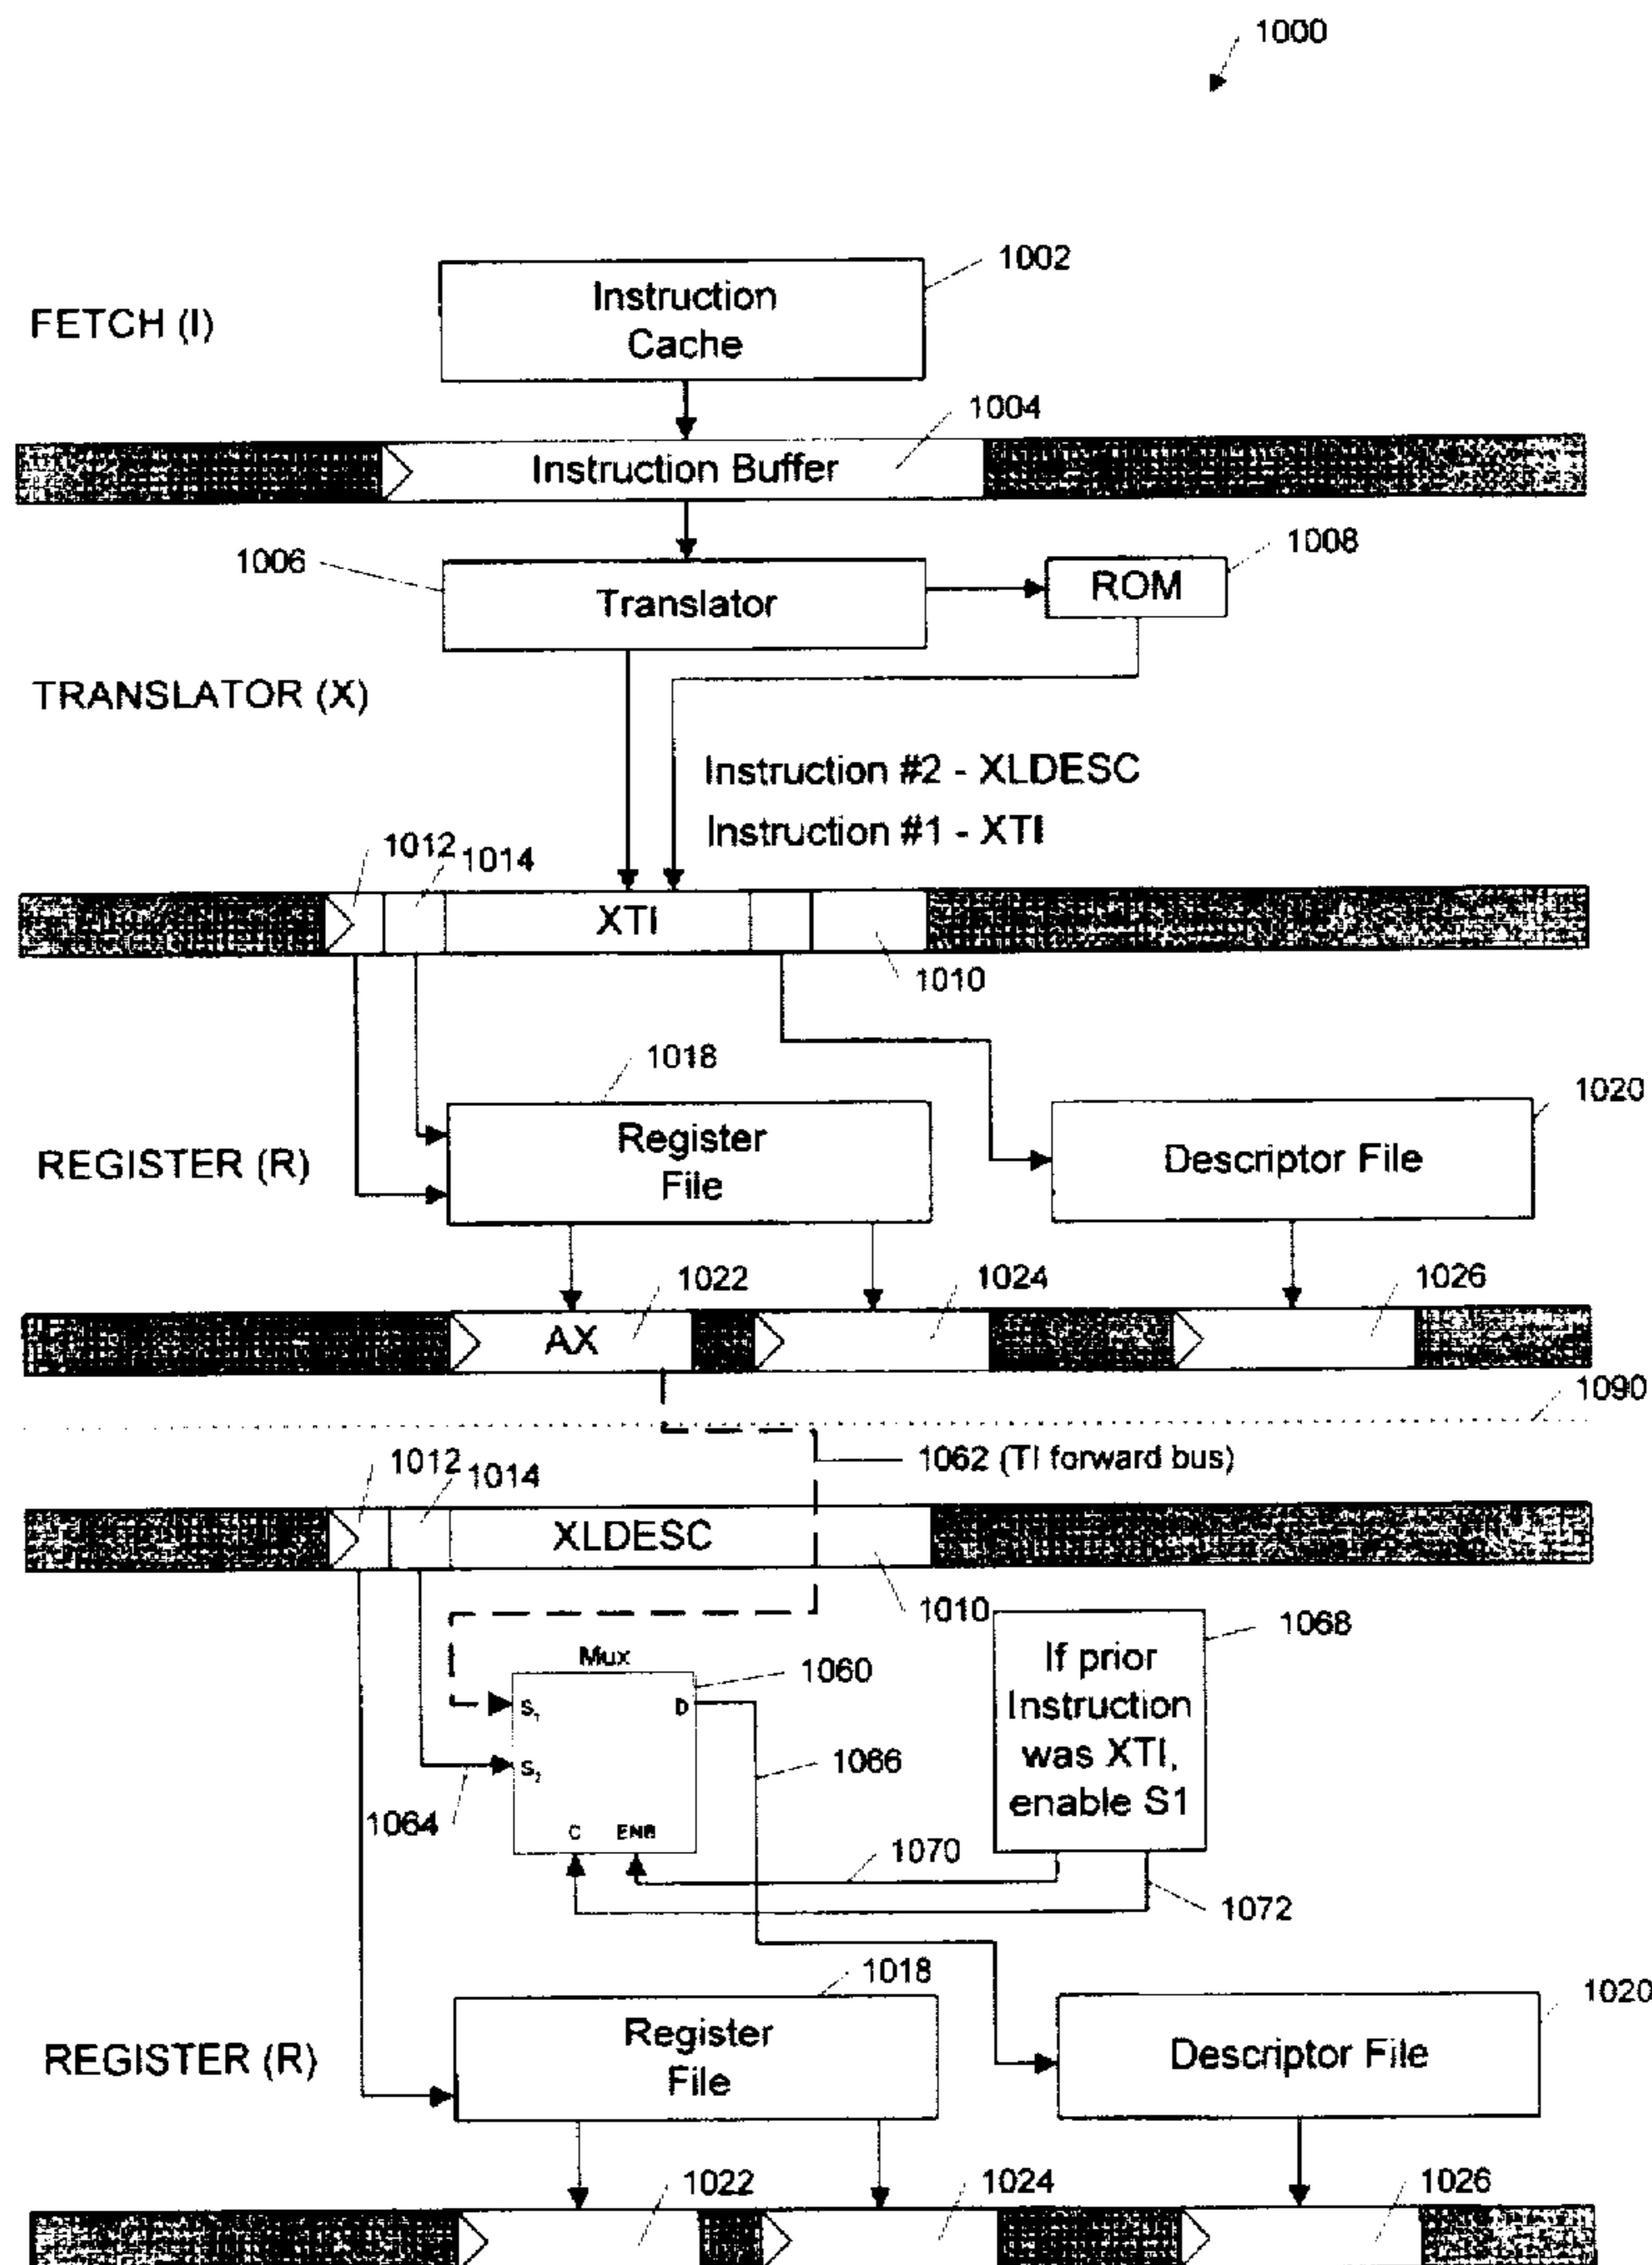 1000
1002
Instruction
Cache
FETCH (I)
1004
Instruction Buffer
1006
Translator
1008
ROM
TRANSLATOR (X)
Instruction #2 - XLDESC
Instruction #1 - XTI
1012
1014
XTI
1010
1018
1020
Register
File
Descriptor File
REGISTER (R)
1022
1024
1026
AX
1090
1062 (TI forward bus)
1012
1014
XLDESC
1010
1068
Mux
1060
If prior
Instruction
was XTI,
enable S1
S1
D
S2
1066
1064
C
ENB
1070
1072
1018
1020
Register
File
Descriptor File
REGISTER (R)
1022
1024
1026